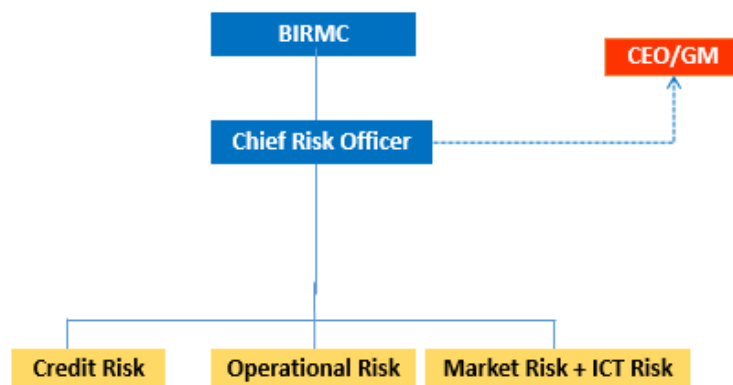 BIRMC
CEO/GM
Chief Risk Officer
Credit Risk
Operational Risk
Market Risk + ICT Risk